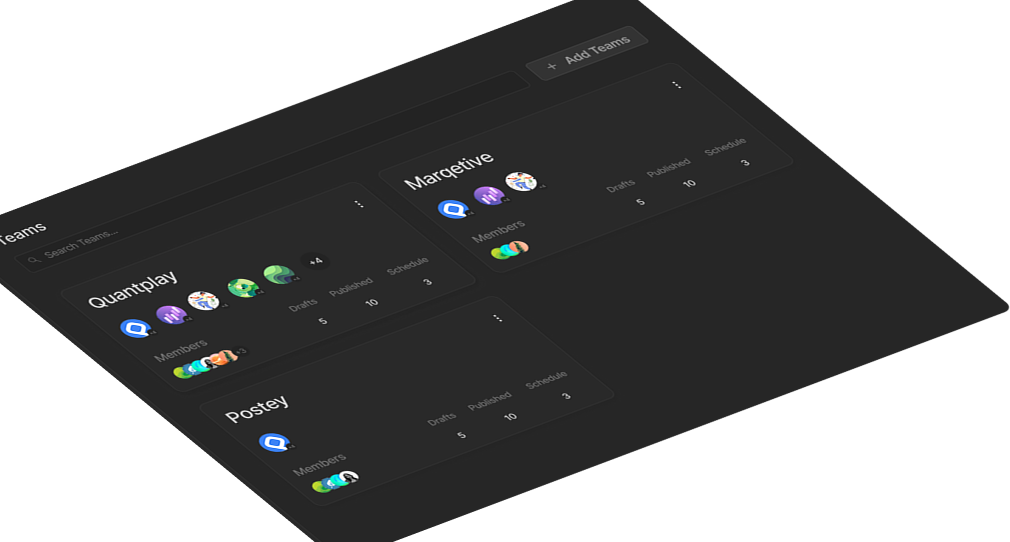 Teams
Search Teams...
+ Add Teams
Quantplay
+4
Drafts Published Schedule
5 10 3
Members
+3
Marqetive
Drafts Published Schedule
5 10 3
Members
Postey
Drafts Published Schedule
5 10 3
Members